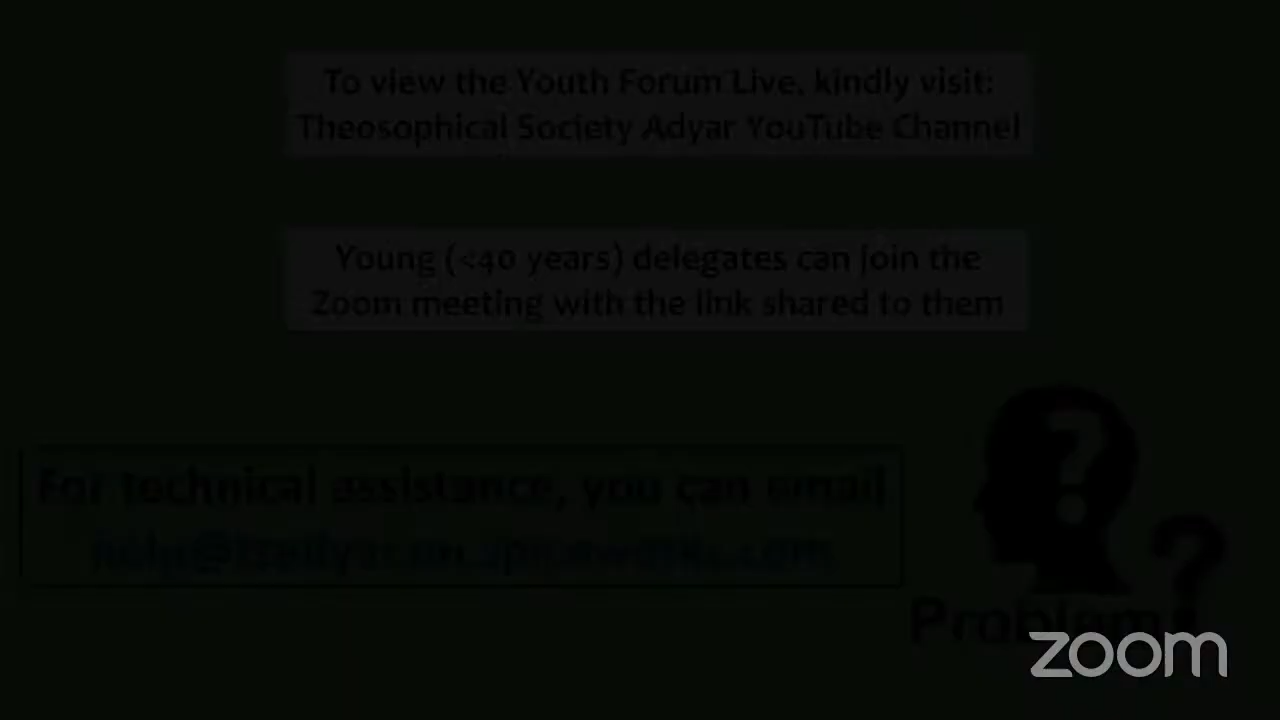 To view the Youth Forum Live, kindly visit:
Theosophical Society Adyar YouTube Channel
Young (<40 years) delegates can join the
Zoom meeting with the link shared to them
For technical assistance, you can email
Problem
zoom